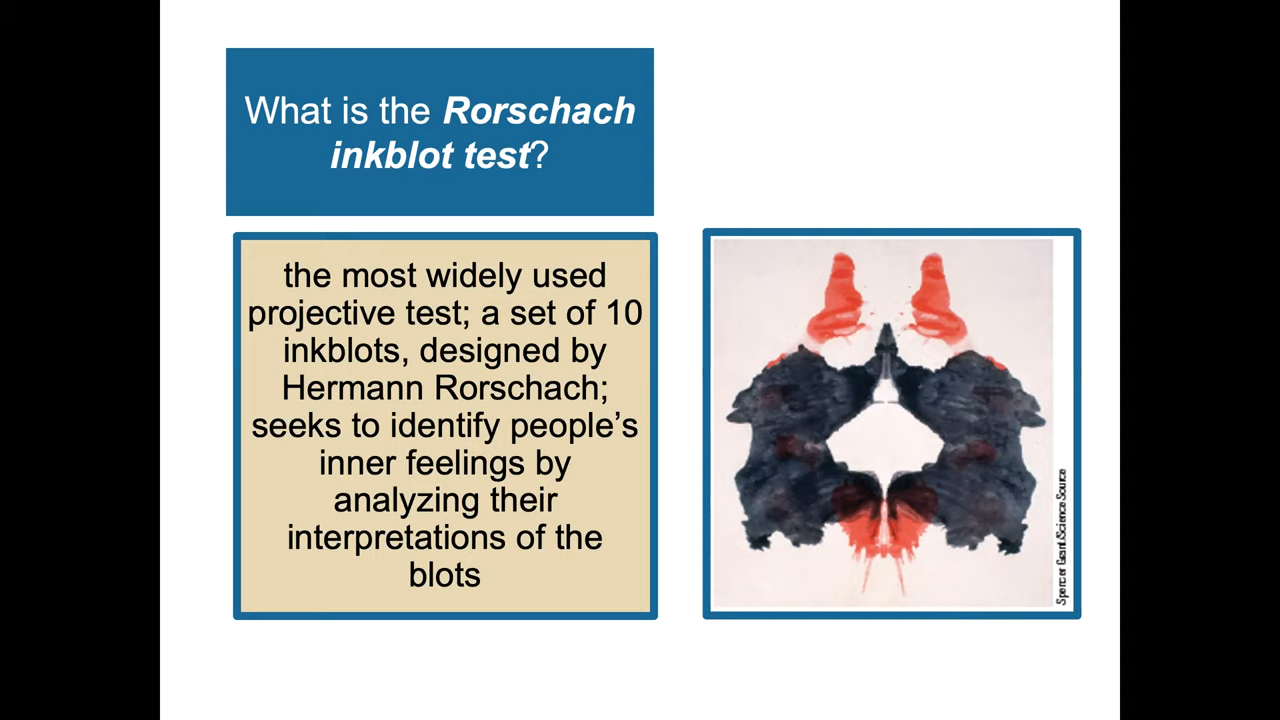 What is the Rorschach
inkblot test?
the most widely used
projective test; a set of 10
inkblots, designed by
Hermann Rorschach;
seeks to identify people’s
inner feelings by
analyzing their
interpretations of the
blots
Spencer Grant/Science Source